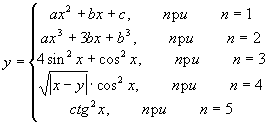 y = { ax² + bx + c, при n = 1
ax³ + 3bx + b³, при n = 2
4 sin² x + cos² x, при n = 3
√|x − y| · cos² x, при n = 4
ctg² x, при n = 5